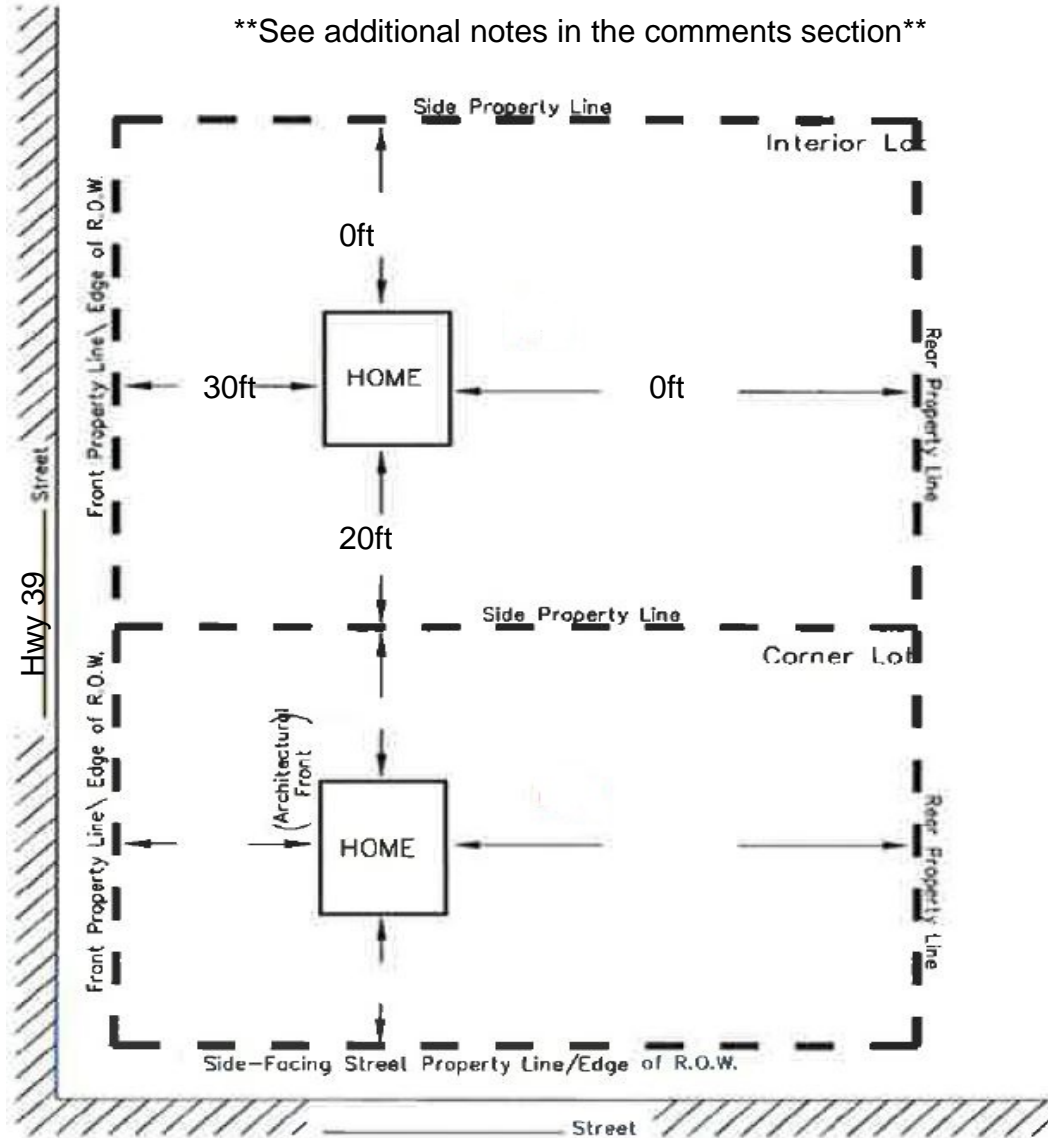 **See additional notes in the comments section**
Side Property Line
Interior Lot
Front Property Line\ Edge of R.O.W.
0ft
HOME
30ft
0ft
Rear Property Line
20ft
Hwy 39
Street
Side Property Line
Corner Lot
Front Property Line\ Edge of R.O.W.
(Architectural
Front )
HOME
Rear Property Line
Side-Facing Street Property Line/Edge of R.O.W.
Street